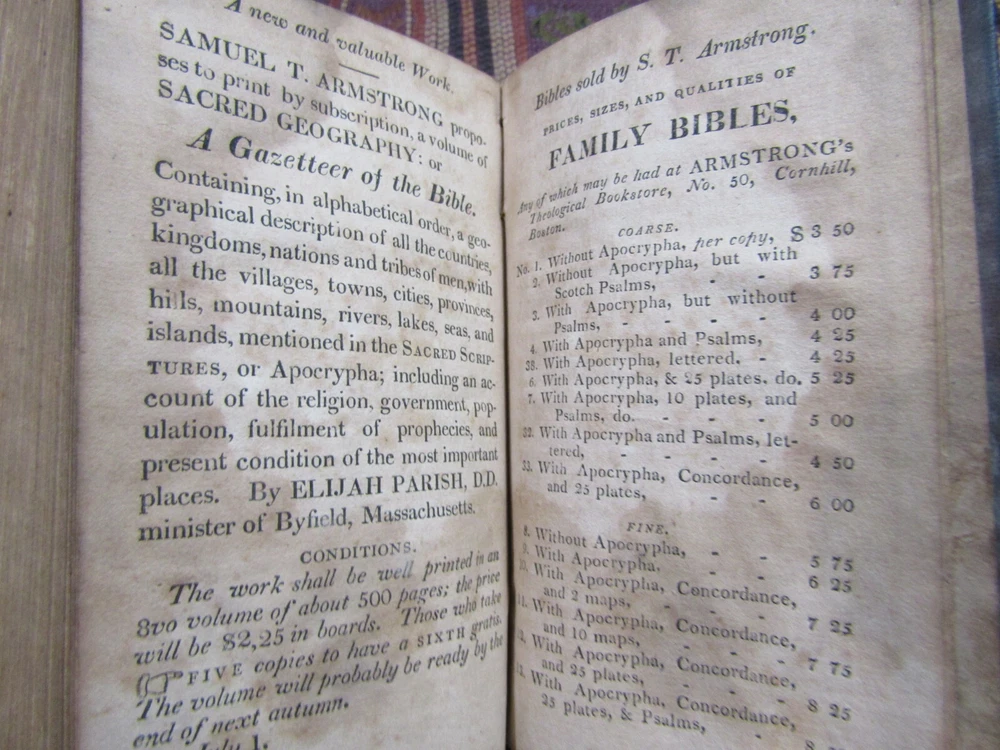 A new and valuable Work.
SAMUEL T. ARMSTRONG propo-
ses to print by subscription, a volume of
SACRED GEOGRAPHY: or
A Gazetteer of the Bible.
Containing, in alphabetical order, a geo-
graphical description of all the countries,
kingdoms, nations and tribes of men, with
all the villages, towns, cities, provinces,
hills, mountains, rivers, lakes, seas, and
islands, mentioned in the SACRED SCRIP-
TURES, or Apocrypha; including an ac-
count of the religion, government, pop-
ulation, fulfilment of prophecies, and
present condition of the most important
places. By ELIJAH PARISH, D.D.
minister of Byfield, Massachusetts.
CONDITIONS.
The work shall be well printed in an
8vo volume of about 500 pages; the price
will be $2,25 in boards. Those who take
☞FIVE copies to have a SIXTH gratis.
The volume will probably be ready by the
end of next autumn.
July 1.
Bibles sold by S. T. Armstrong.
PRICES, SIZES, AND QUALITIES OF
FAMILY BIBLES,
Any of which may be had at ARMSTRONG's
Theological Bookstore, No. 50, Cornhill,
Boston.
COARSE.
No. 1. Without Apocrypha, per copy, $ 3 50
2. Without Apocrypha, but with
Scotch Psalms, - - 3 75
3. With Apocrypha, but without
Psalms, - - - - 4 00
4. With Apocrypha and Psalms, 4 25
38. With Apocrypha, lettered. - 4 25
6. With Apocrypha, & 25 plates. do. 5 25
7. With Apocrypha, 10 plates, and
Psalms, do. - - - 5 00
32. With Apocrypha and Psalms, let-
tered, - - - - 4 50
33. With Apocrypha, Concordance,
and 25 plates, - - 6 00
FINE.
8. Without Apocrypha, - - 5 75
9. With Apocrypha, - - 6 25
10. With Apocrypha, Concordance,
and 2 maps, - - - 7 25
11. With Apocrypha, Concordance,
and 10 maps, - - - 7 75
12. With Apocrypha, Concordance,
and 25 plates, - - - 8 25
With Apocrypha, Concordance,
25 plates, & Psalms, - -